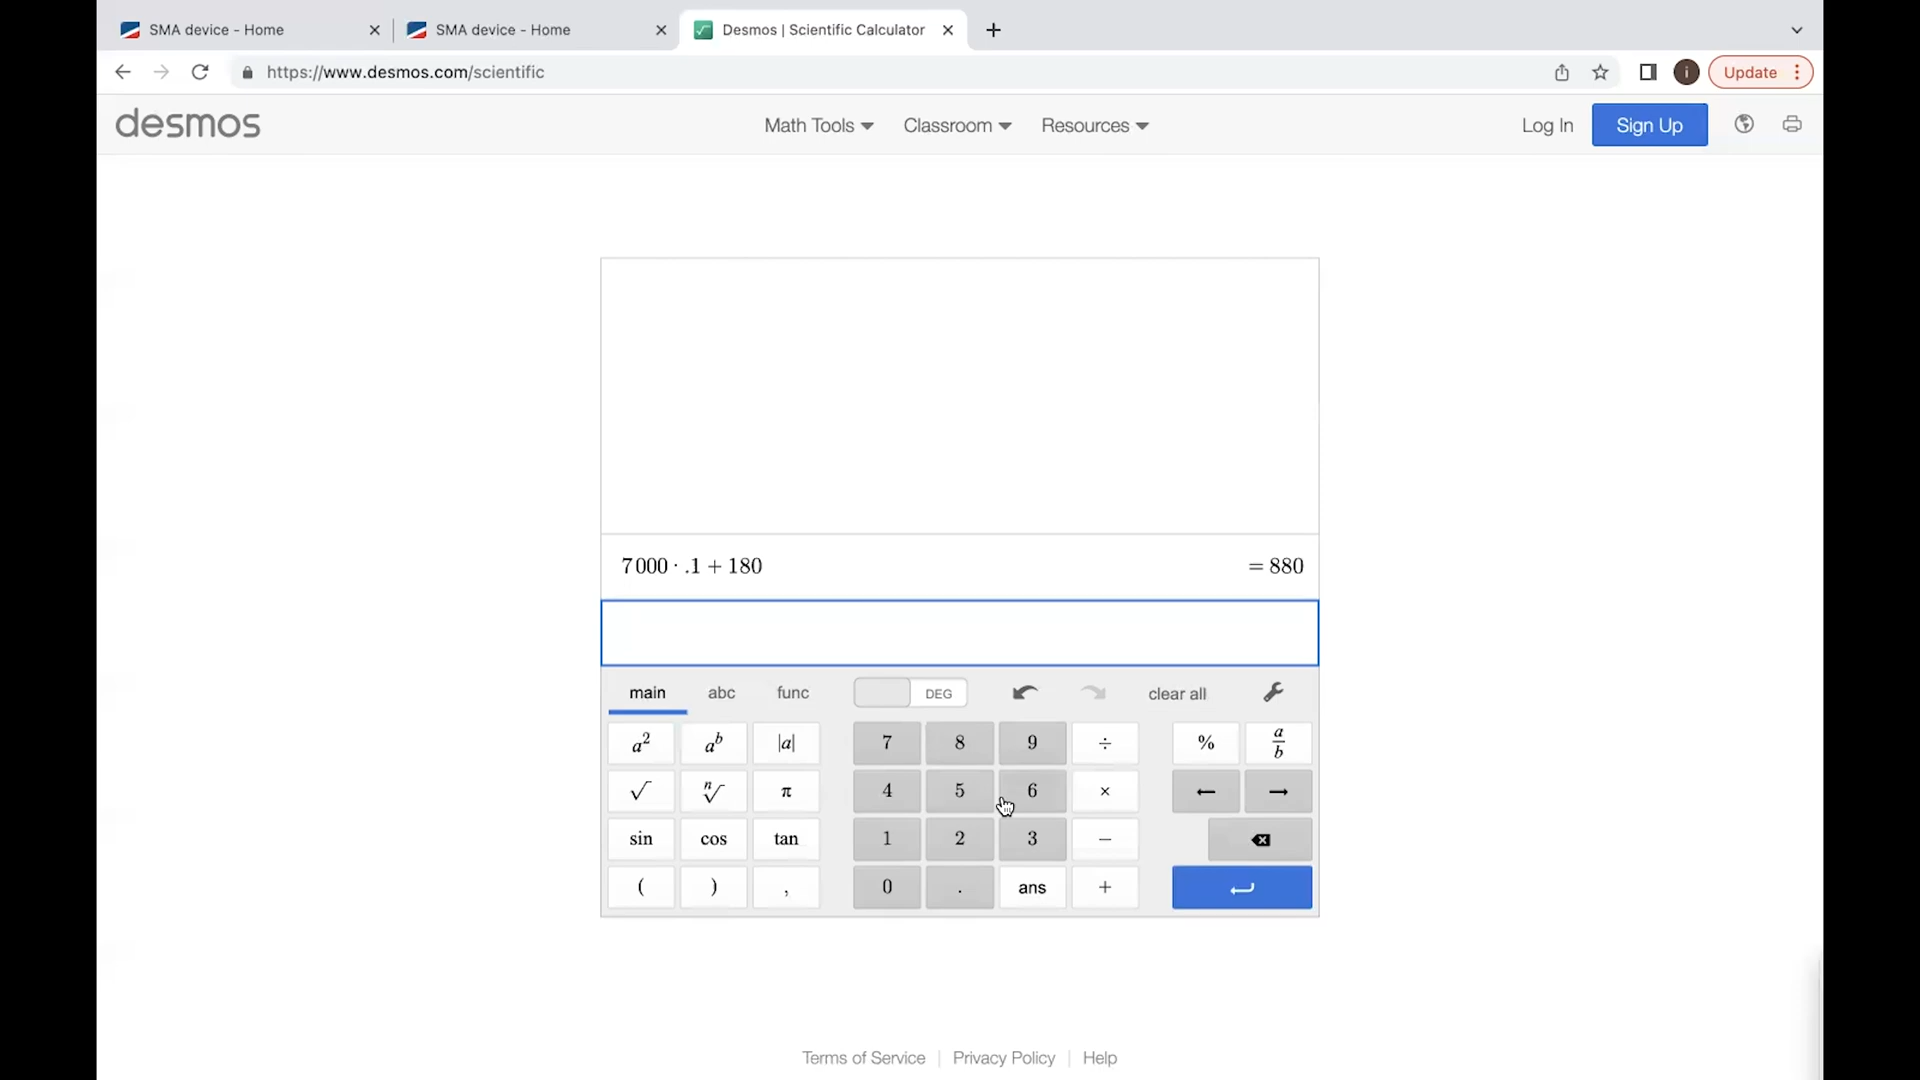 SMA device - Home
SMA device - Home
Desmos | Scientific Calculator
https://www.desmos.com/scientific
i
Update
desmos
Math Tools
Classroom
Resources
Log In
Sign Up
7000 · .1 + 180
= 880
main
abc
func
DEG
clear all
a²
aᵇ
|a|
7
8
9
÷
%
a/b
√
ⁿ√
π
4
5
6
×
←
→
sin
cos
tan
1
2
3
−
(
)
,
0
.
ans
+
Terms of Service | Privacy Policy | Help